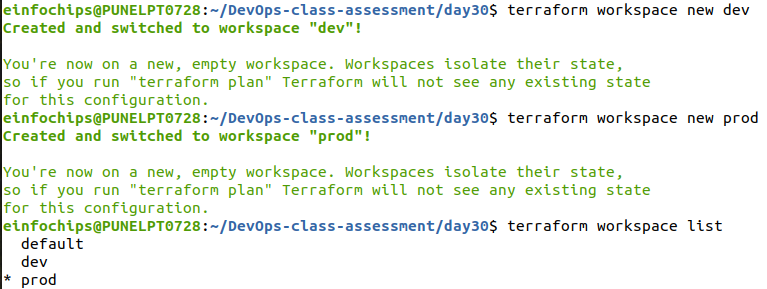 einfochips@PUNELPT0728:~/DevOps-class-assessment/day30$ terraform workspace new dev
Created and switched to workspace "dev"!

You're now on a new, empty workspace. Workspaces isolate their state,
so if you run "terraform plan" Terraform will not see any existing state
for this configuration.
einfochips@PUNELPT0728:~/DevOps-class-assessment/day30$ terraform workspace new prod
Created and switched to workspace "prod"!

You're now on a new, empty workspace. Workspaces isolate their state,
so if you run "terraform plan" Terraform will not see any existing state
for this configuration.
einfochips@PUNELPT0728:~/DevOps-class-assessment/day30$ terraform workspace list
  default
  dev
* prod